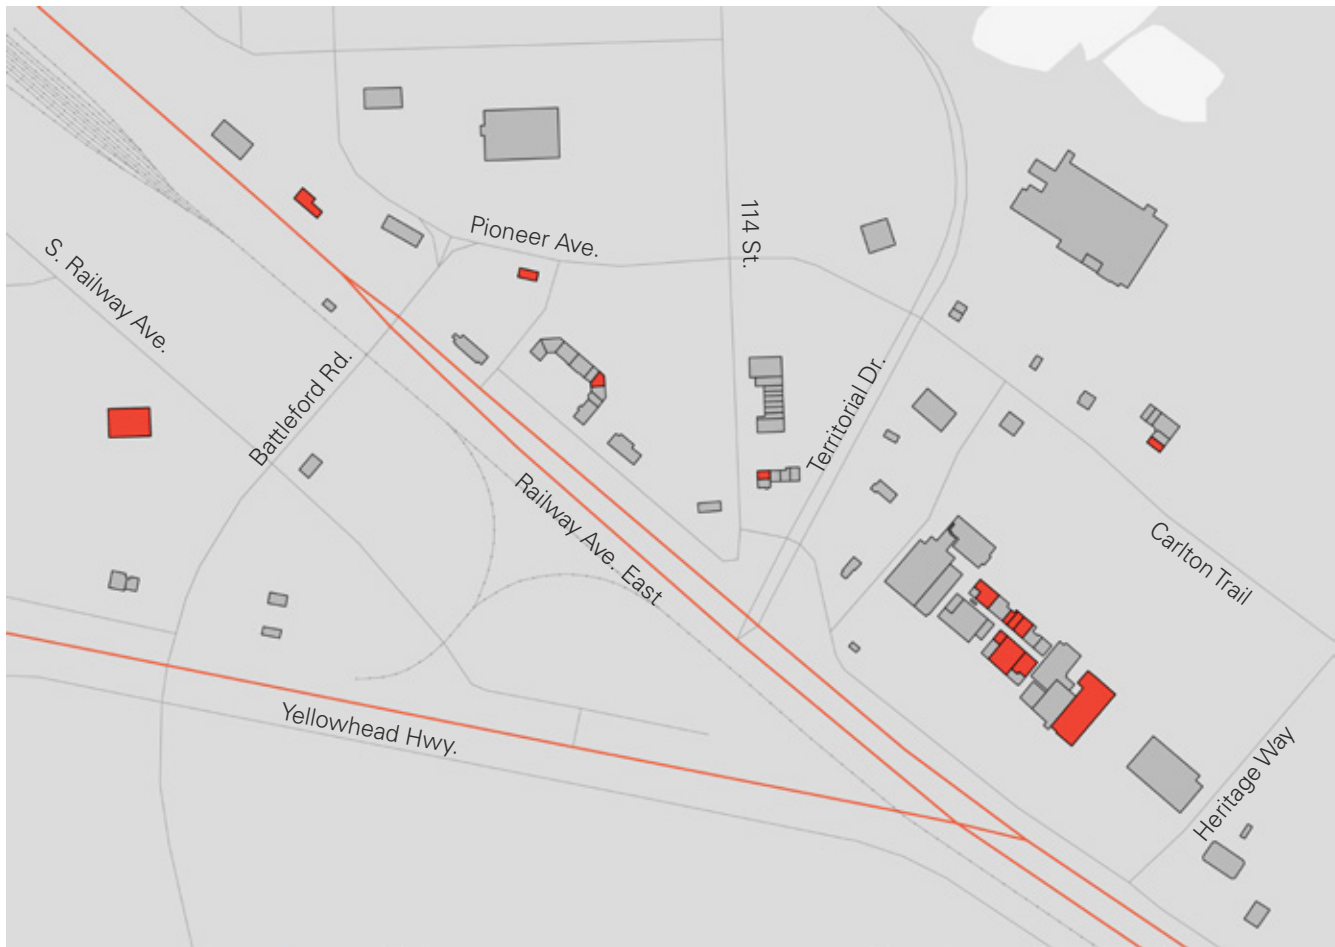 Pioneer Ave.
114 St.
S. Railway Ave.
Battleford Rd.
Territorial Dr.
Railway Ave. East
Carlton Trail
Yellowhead Hwy.
Heritage Way